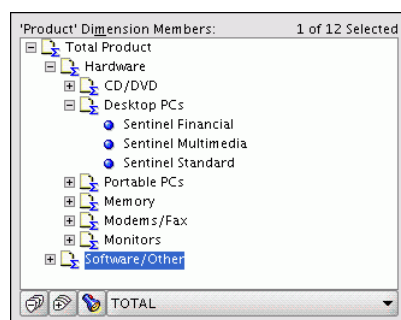 'Product' Dimension Members: 1 of 12 Selected
Total Product
Hardware
CD/DVD
Desktop PCs
Sentinel Financial
Sentinel Multimedia
Sentinel Standard
Portable PCs
Memory
Modems/Fax
Monitors
Software/Other
TOTAL